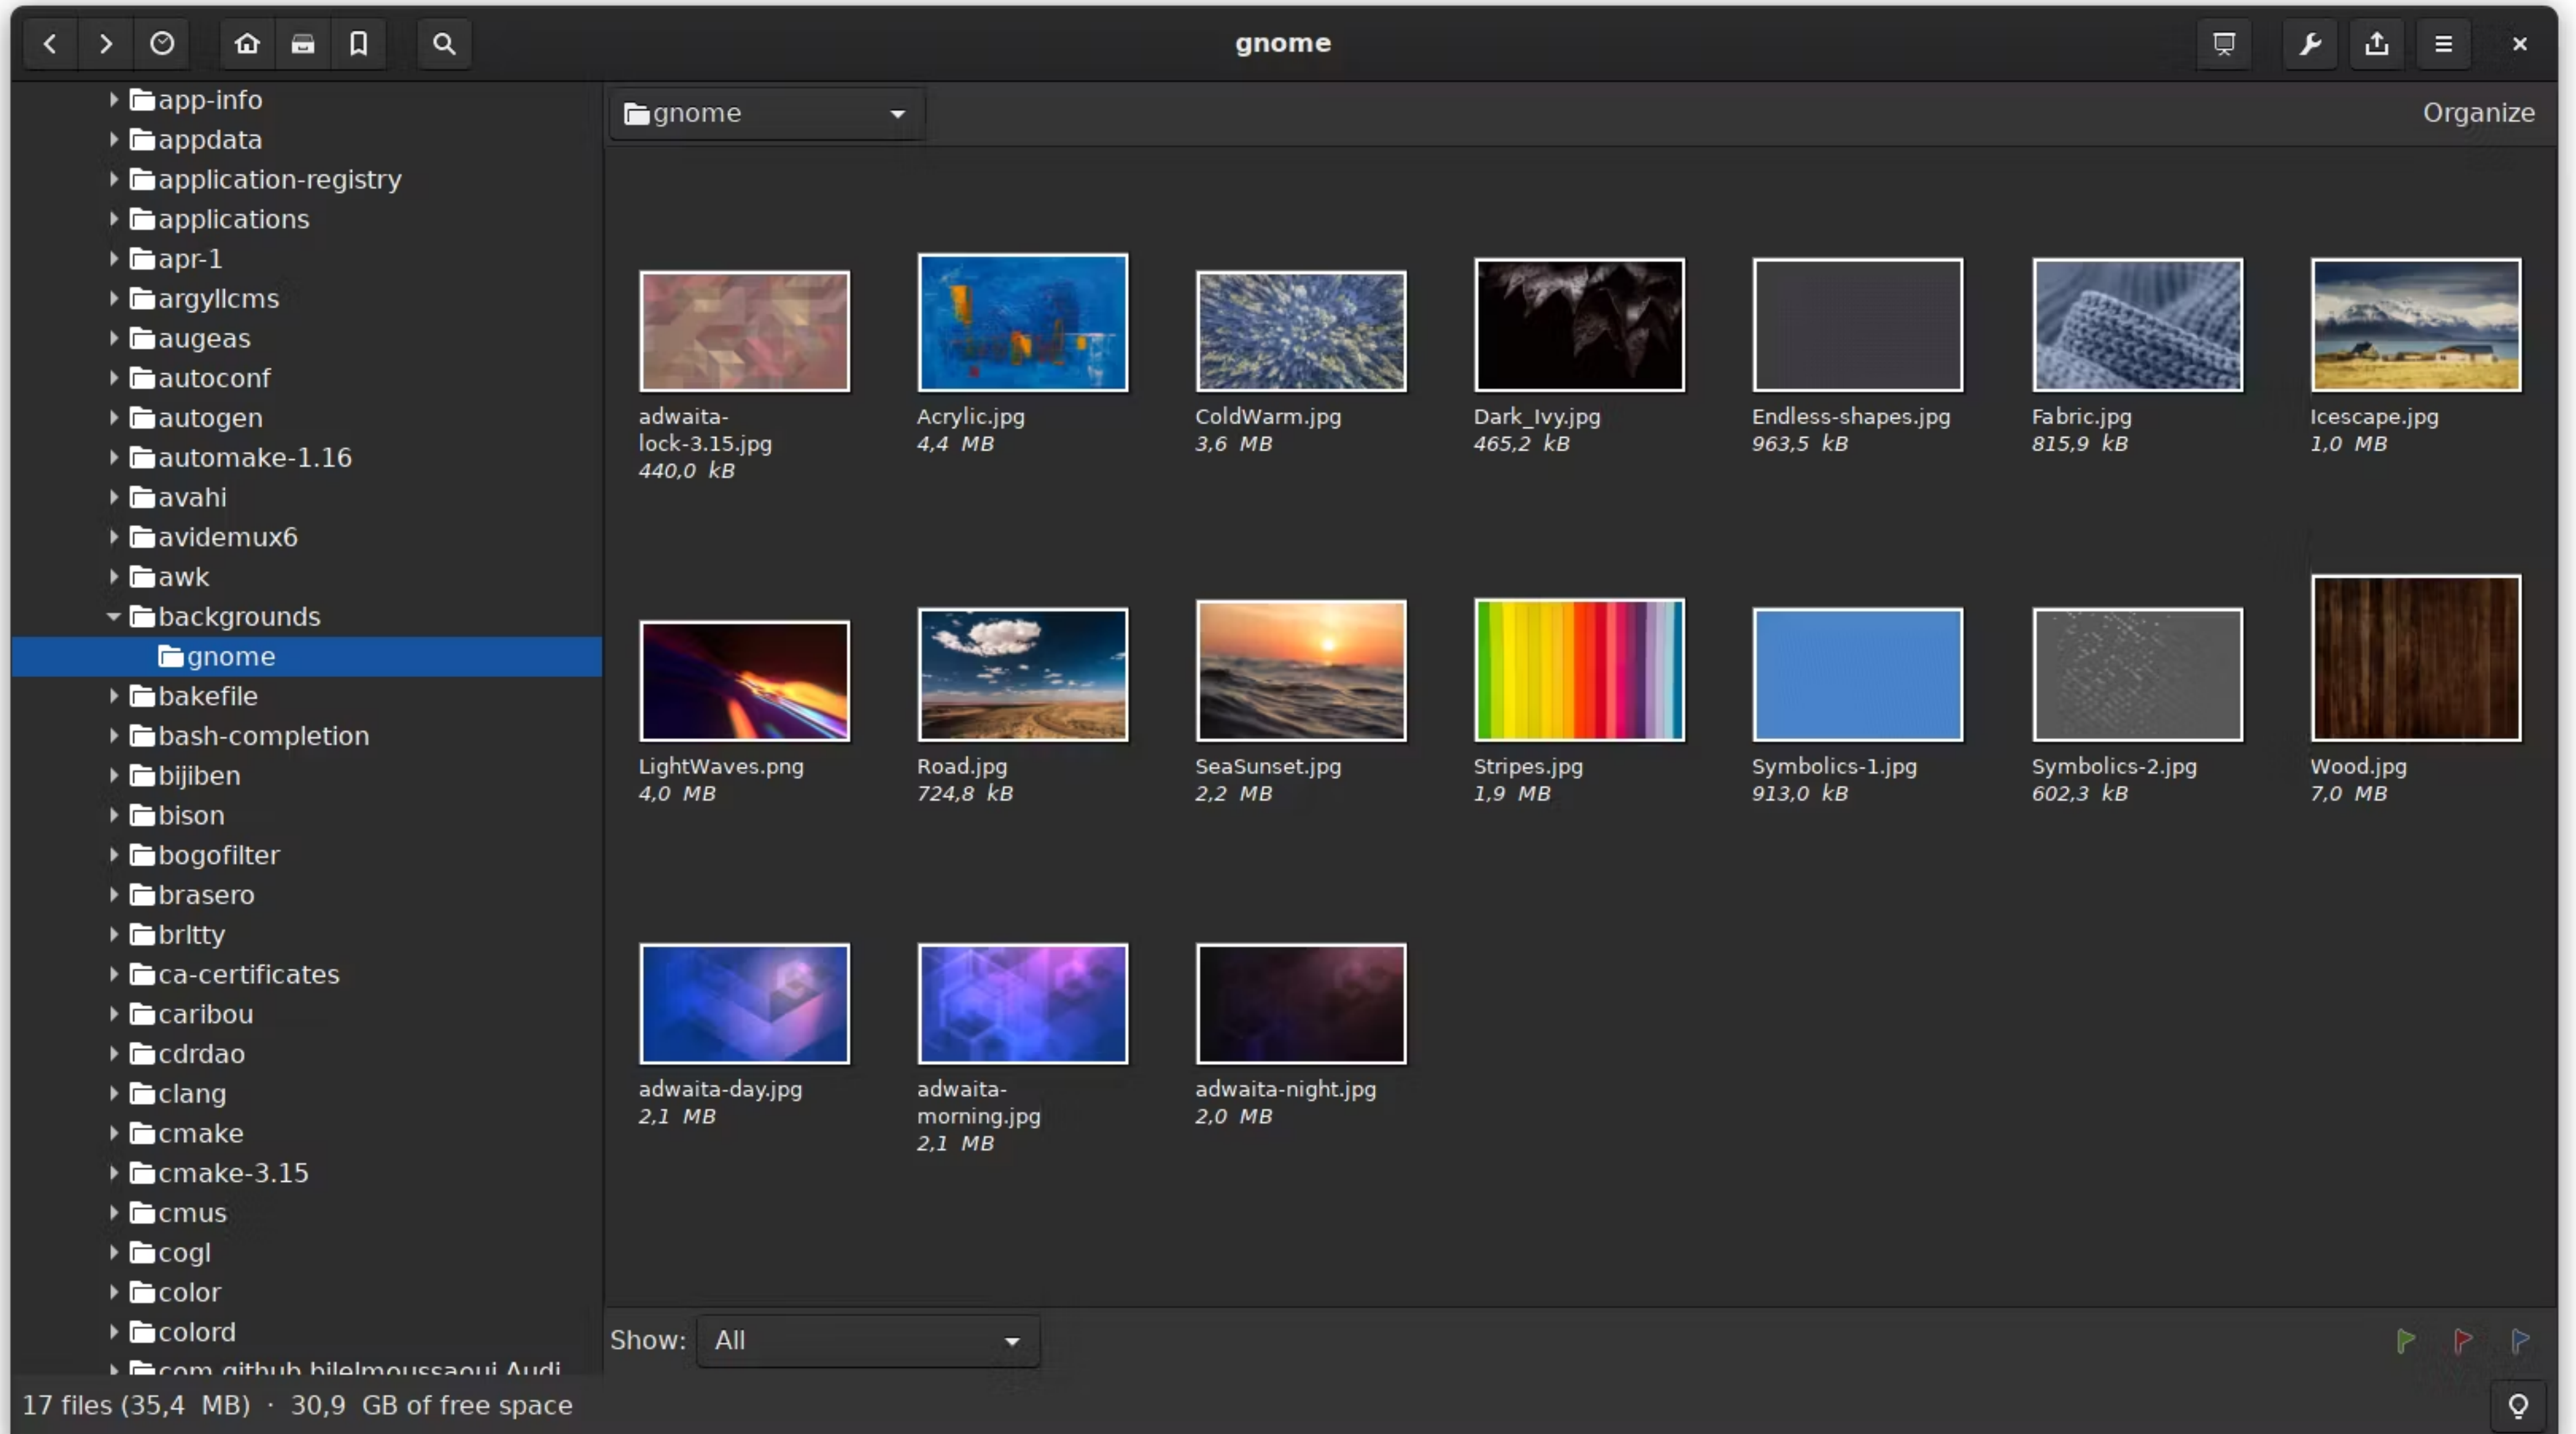 gnome
app-info
appdata
application-registry
applications
apr-1
argyllcms
augeas
autoconf
autogen
automake-1.16
avahi
avidemux6
awk
backgrounds
gnome
bakefile
bash-completion
bijiben
bison
bogofilter
brasero
brltty
ca-certificates
caribou
cdrdao
clang
cmake
cmake-3.15
cmus
cogl
color
colord
com.github.bilelmoussaoui.Audi
gnome
Organize
adwaita-
lock-3.15.jpg
440,0 kB
Acrylic.jpg
4,4 MB
ColdWarm.jpg
3,6 MB
Dark_Ivy.jpg
465,2 kB
Endless-shapes.jpg
963,5 kB
Fabric.jpg
815,9 kB
Icescape.jpg
1,0 MB
LightWaves.png
4,0 MB
Road.jpg
724,8 kB
SeaSunset.jpg
2,2 MB
Stripes.jpg
1,9 MB
Symbolics-1.jpg
913,0 kB
Symbolics-2.jpg
602,3 kB
Wood.jpg
7,0 MB
adwaita-day.jpg
2,1 MB
adwaita-
morning.jpg
2,1 MB
adwaita-night.jpg
2,0 MB
Show: All
17 files (35,4 MB) · 30,9 GB of free space